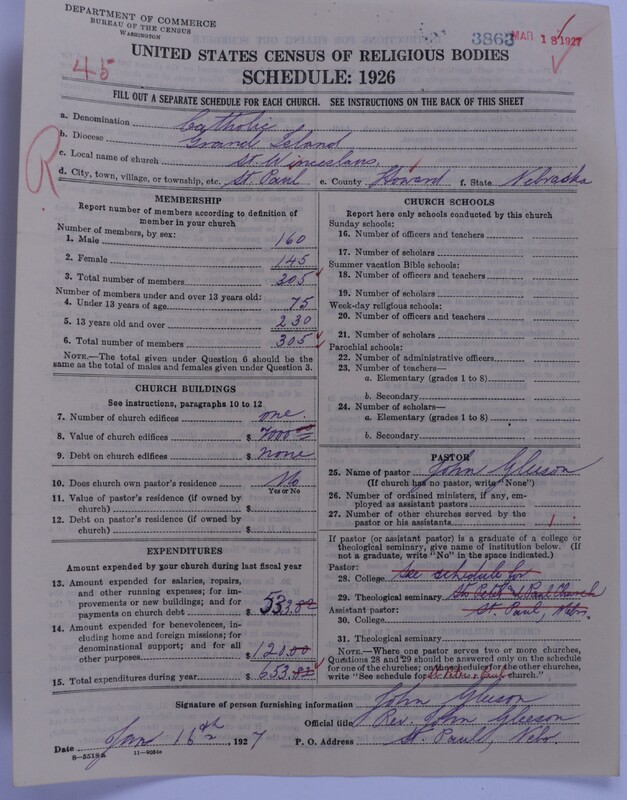 DEPARTMENT OF COMMERCE
BUREAU OF THE CENSUS
WASHINGTON
3863 MAR 18 1927
45
UNITED STATES CENSUS OF RELIGIOUS BODIES
SCHEDULE: 1926
FILL OUT A SEPARATE SCHEDULE FOR EACH CHURCH. SEE INSTRUCTIONS ON THE BACK OF THIS SHEET
R
a. Denomination Catholic
b. Diocese Grand Island
c. Local name of church St. Winceslaus,
d. City, town, village, or township, etc. St. Paul e. County Howard f. State Nebraska
MEMBERSHIP
Report number of members according to definition of
member in your church
Number of members, by sex:
1. Male 160
2. Female 145
3. Total number of members 305
Number of members under and over 13 years old:
4. Under 13 years of age 75
5. 13 years old and over 230
6. Total number of members 305
NOTE.—The total given under Question 6 should be
the same as the total of males and females given under Question 3.
CHURCH BUILDINGS
See instructions, paragraphs 10 to 12
7. Number of church edifices one
8. Value of church edifices $ 7000.00
9. Debt on church edifices $ none
10. Does church own pastor's residence? No
Yes or No
11. Value of pastor's residence (if owned by
church) $
12. Debt on pastor's residence (if owned by
church) $
EXPENDITURES
Amount expended by your church during last fiscal year
13. Amount expended for salaries, repairs,
and other running expenses; for im-
provements or new buildings; and for
payments on church debt $ 533.82
14. Amount expended for benevolences,
including home and foreign missions; for
denominational support; and for all
other purposes $ 120.00
15. Total expenditures during year $ 653.82
CHURCH SCHOOLS
Report here only schools conducted by this church
Sunday schools:
16. Number of officers and teachers
17. Number of scholars
Summer vacation Bible schools:
18. Number of officers and teachers
19. Number of scholars
Week-day religious schools:
20. Number of officers and teachers
21. Number of scholars
Parochial schools:
22. Number of administrative officers
23. Number of teachers—
a. Elementary (grades 1 to 8)
b. Secondary
24. Number of scholars—
a. Elementary (grades 1 to 8)
b. Secondary
PASTOR
25. Name of pastor John Gleeson
(If church has no pastor, write "None")
26. Number of ordained ministers, if any, em-
ployed as assistant pastors
27. Number of other churches served by the
pastor or his assistants 1
If pastor (or assistant pastor) is a graduate of a college or
theological seminary, give name of institution below. (If
not a graduate, write "No" in the space indicated.)
Pastor:
28. College See schedule for
29. Theological seminary Sts Peter & Paul Church
Assistant pastor: St. Paul, Nebr.
30. College
31. Theological seminary
NOTE.—Where one pastor serves two or more churches,
Questions 28 and 29 should be answered only on the schedule
for one of the churches; on the schedules for the other churches,
write "See schedule for St Peter & Paul church."
Signature of person furnishing information John Gleeson
Official title Rev. John Gleeson
Date Jan 16th, 1927 P. O. Address St. Paul, Nebr.
8-5518a 11-9056a